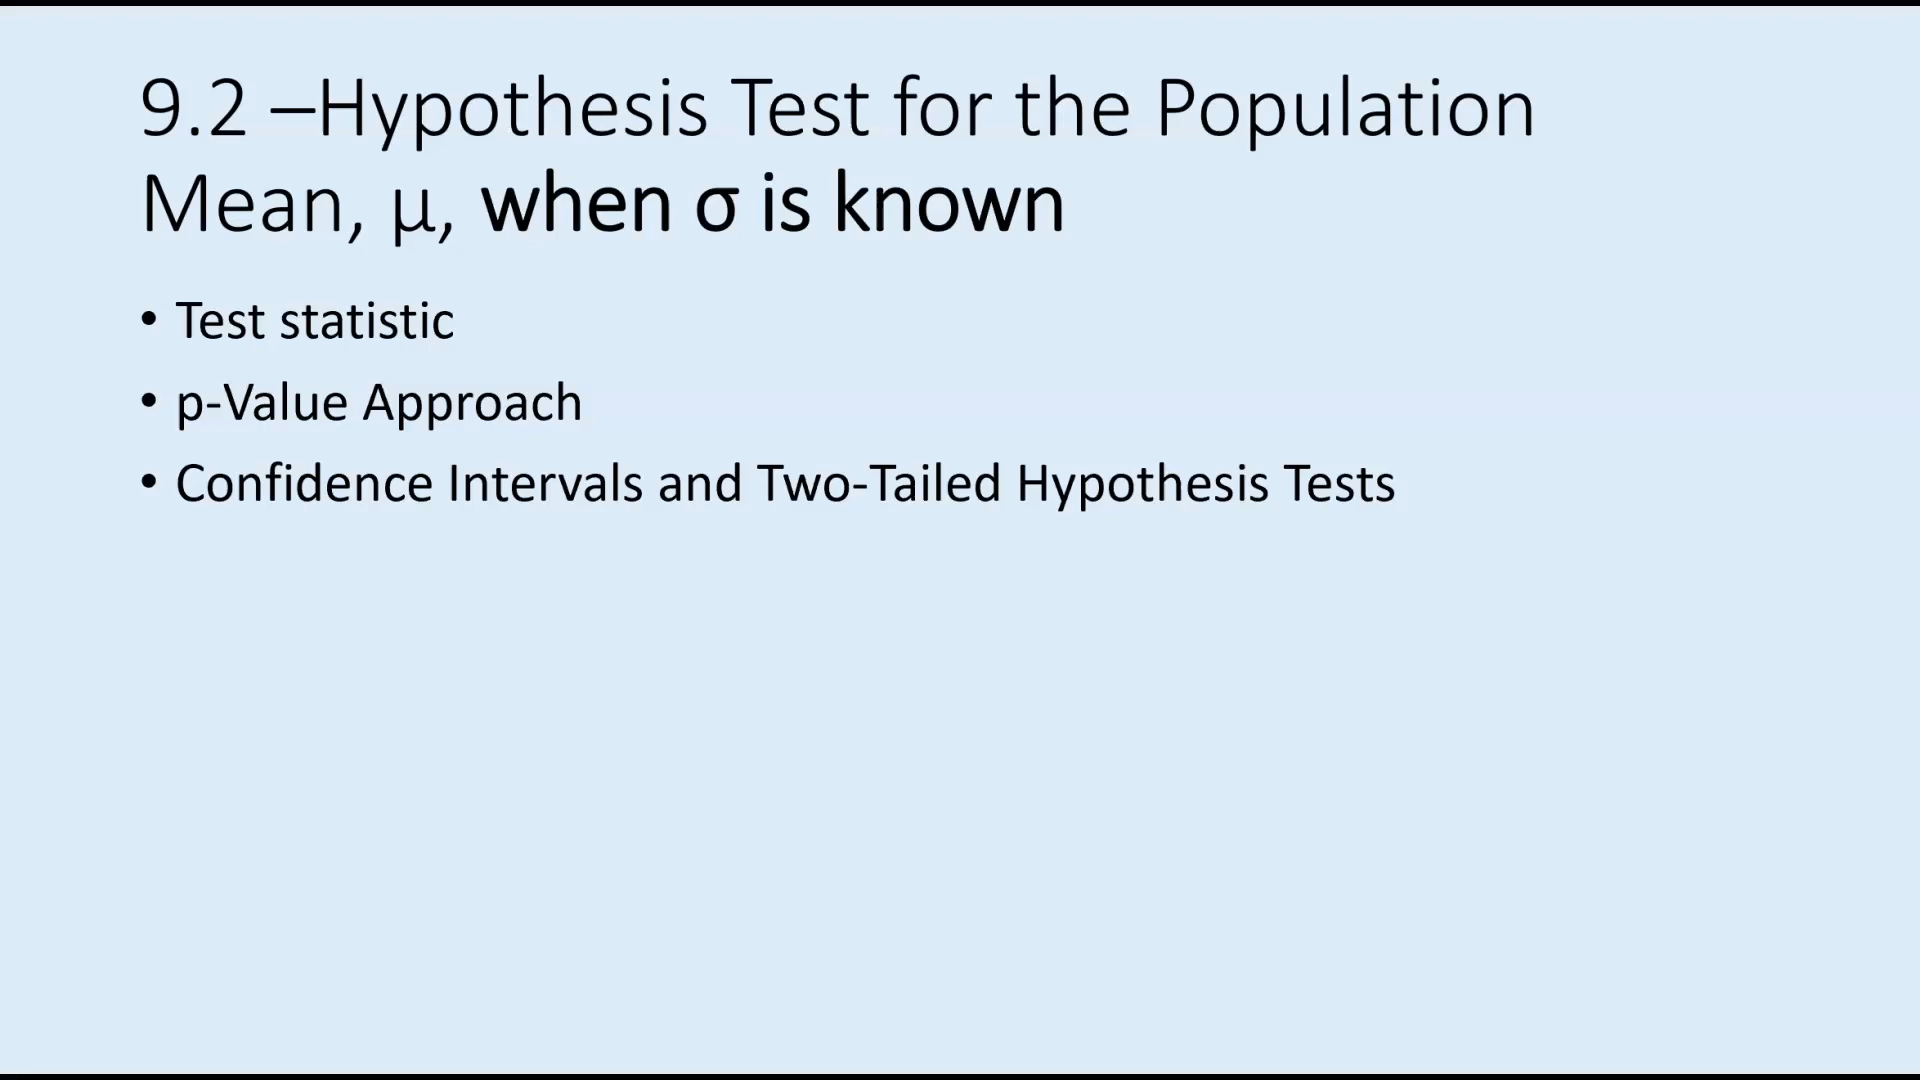 9.2 –Hypothesis Test for the Population
Mean, μ, when σ is known
• Test statistic
• p-Value Approach
• Confidence Intervals and Two-Tailed Hypothesis Tests